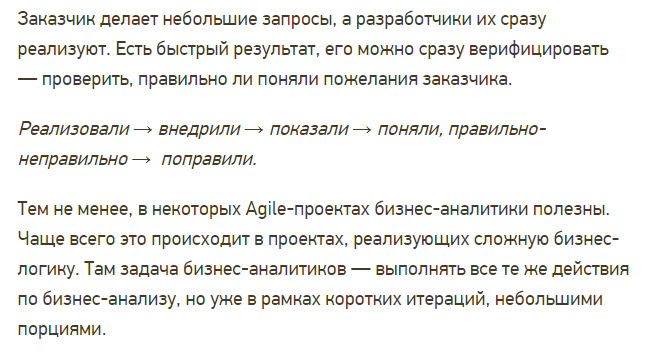 Заказчик делает небольшие запросы, а разработчики их сразу
реализуют. Есть быстрый результат, его можно сразу верифицировать
— проверить, правильно ли поняли пожелания заказчика.
Реализовали → внедрили → показали → поняли, правильно-
неправильно → поправили.
Тем не менее, в некоторых Agile-проектах бизнес-аналитики полезны.
Чаще всего это происходит в проектах, реализующих сложную бизнес-
логику. Там задача бизнес-аналитиков — выполнять все те же действия
по бизнес-анализу, но уже в рамках коротких итераций, небольшими
порциями.